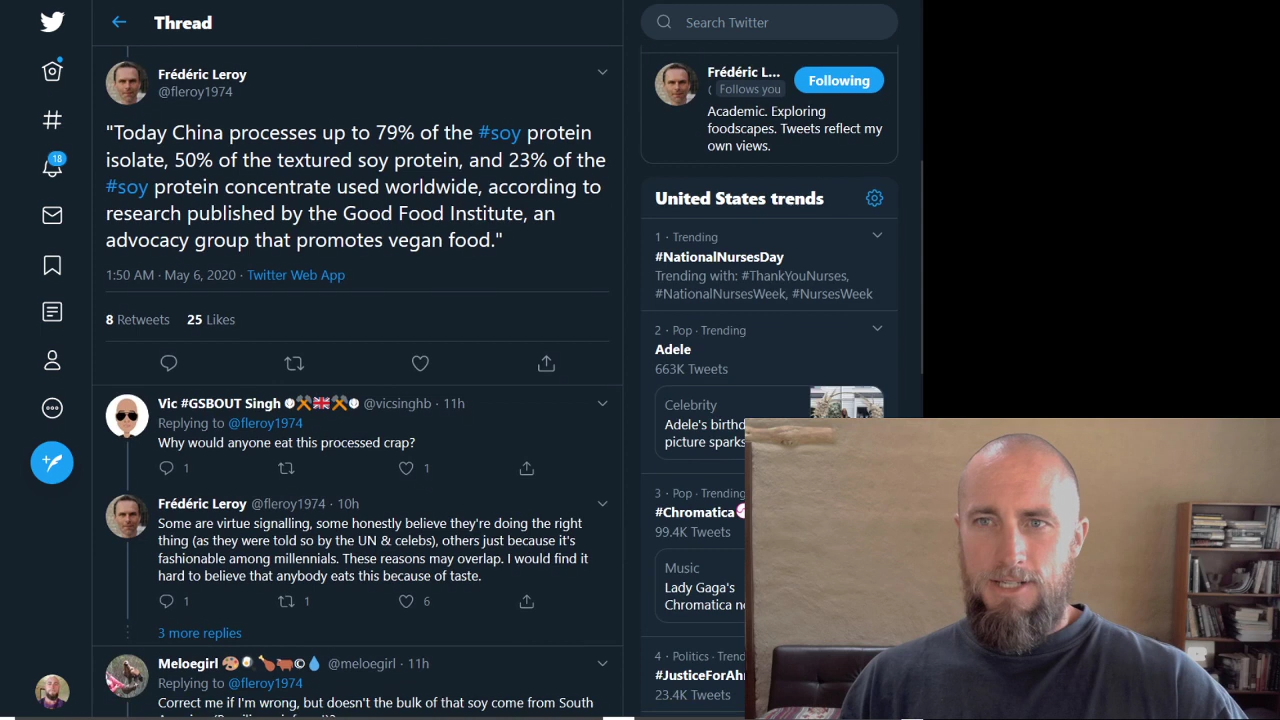 Thread
Frédéric Leroy
@fleroy1974
"Today China processes up to 79% of the #soy protein
isolate, 50% of the textured soy protein, and 23% of the
#soy protein concentrate used worldwide, according to
research published by the Good Food Institute, an
advocacy group that promotes vegan food."
1:50 AM · May 6, 2020 · Twitter Web App
8 Retweets 25 Likes
18
Vic #GSBOUT Singh @vicsinghb · 11h
Replying to @fleroy1974
Why would anyone eat this processed crap?
1 1
Frédéric Leroy @fleroy1974 · 10h
Some are virtue signalling, some honestly believe they're doing the right
thing (as they were told so by the UN & celebs), others just because it's
fashionable among millennials. These reasons may overlap. I would find it
hard to believe that anybody eats this because of taste.
1 1 6
3 more replies
Meloegirl © @meloegirl · 11h
Replying to @fleroy1974
Correct me if I'm wrong, but doesn't the bulk of that soy come from South
Search Twitter
Frédéric L...
( Follows you
Following
Academic. Exploring
foodscapes. Tweets reflect my
own views.
United States trends
1 · Trending
#NationalNursesDay
Trending with: #ThankYouNurses,
#NationalNursesWeek, #NursesWeek
2 · Pop · Trending
Adele
663K Tweets
Celebrity
Adele's birthd
picture sparks
3 · Pop · Trending
#Chromatica
99.4K Tweets
Music
Lady Gaga's
Chromatica no
4 · Politics · Trend
#JusticeForAh
23.4K Tweets